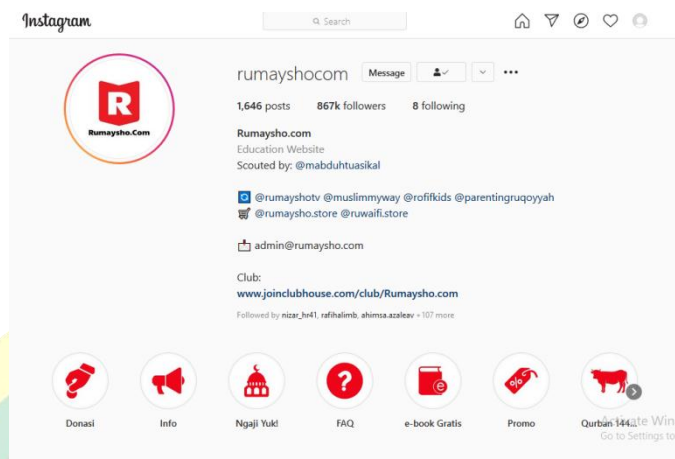 Instagram
Search
R
Rumaysho.Com
rumayshocom Message
1,646 posts 867k followers 8 following
Rumaysho.com
Education Website
Scouted by: @mabduhtuasikal
@rumayshotv @muslimmyway @rofifkids @parentingruqoyyah
@rumaysho.store @ruwaifi.store
admin@rumaysho.com
Club:
www.joinclubhouse.com/club/Rumaysho.com
Followed by nizar_hr41, rafihalimb, ahimsa.azaleav + 107 more
? e %
Donasi Info Ngaji Yuk! FAQ e-book Gratis Promo Qurban 144...
Activate Win
Go to Settings to